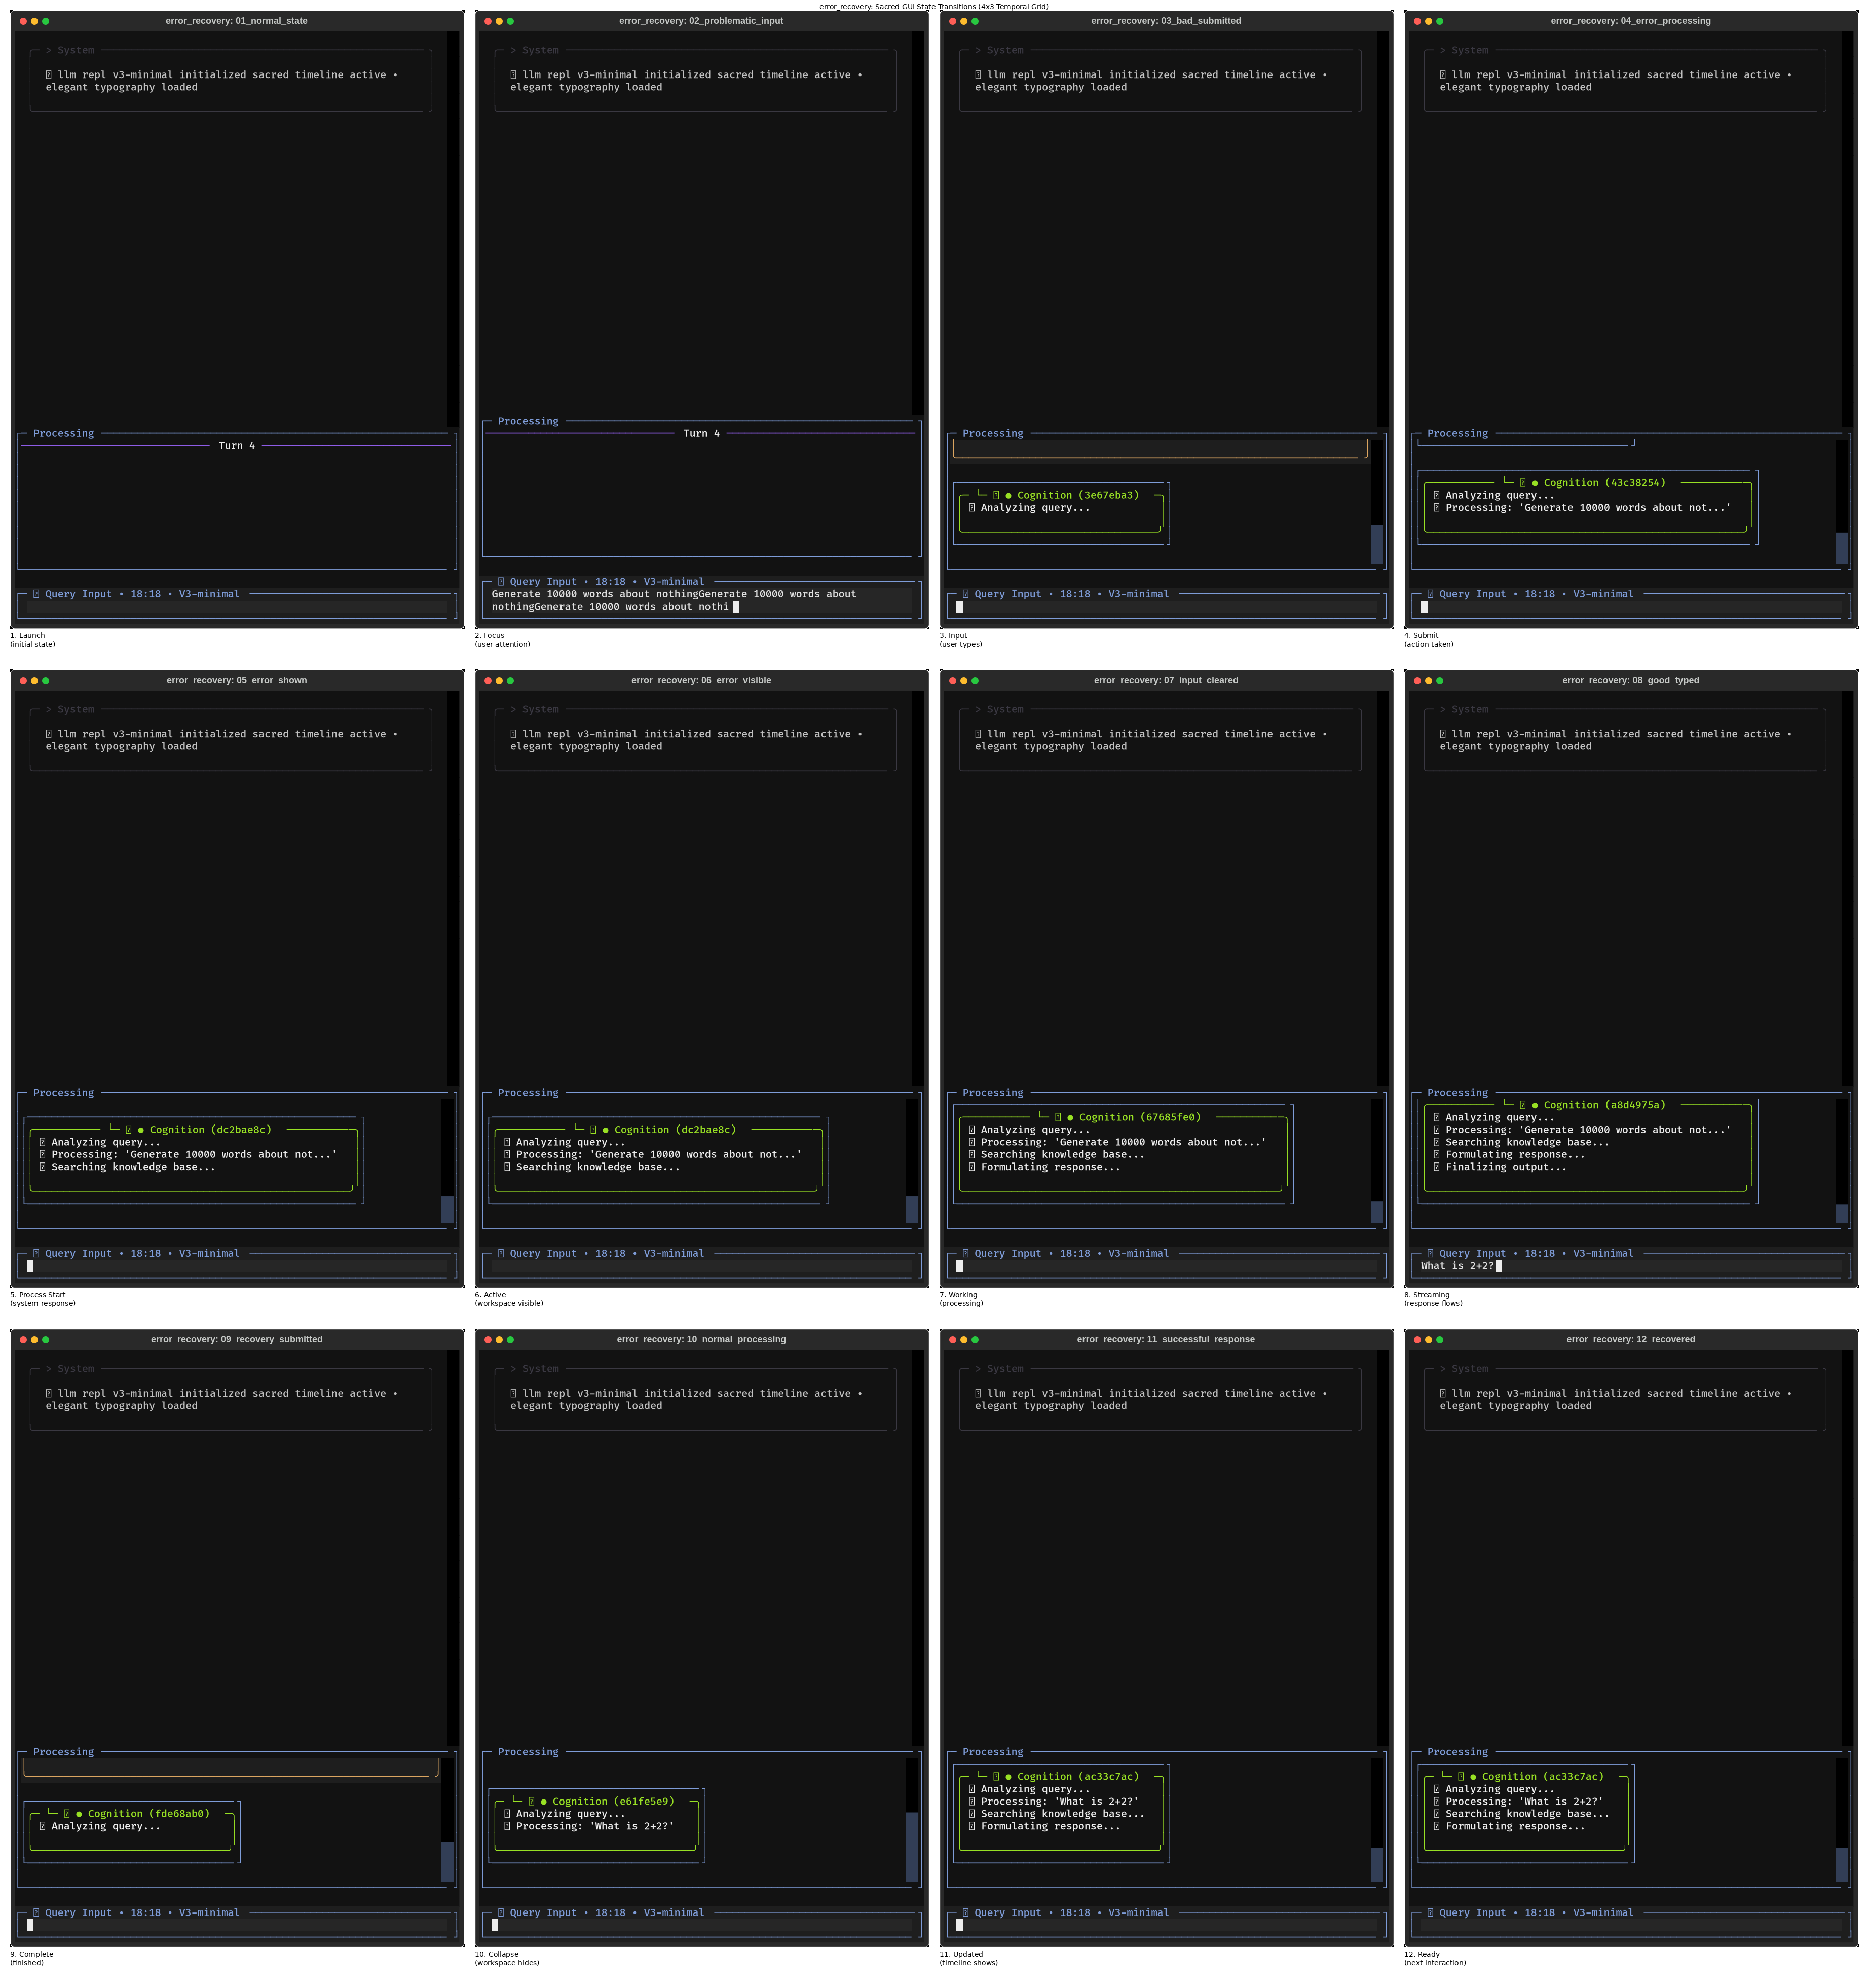 error_recovery: Sacred GUI State Transitions (4x3 Temporal Grid)
error_recovery: 01_normal_state
> System
llm repl v3-minimal initialized sacred timeline active •
elegant typography loaded
Processing
Turn 4
Query Input • 18:18 • V3-minimal
1. Launch
(initial state)
error_recovery: 02_problematic_input
> System
llm repl v3-minimal initialized sacred timeline active •
elegant typography loaded
Processing
Turn 4
Query Input • 18:18 • V3-minimal
Generate 10000 words about nothingGenerate 10000 words about
nothingGenerate 10000 words about nothi
2. Focus
(user attention)
error_recovery: 03_bad_submitted
> System
llm repl v3-minimal initialized sacred timeline active •
elegant typography loaded
Processing
● Cognition (3e67eba3)
Analyzing query...
Query Input • 18:18 • V3-minimal
3. Input
(user types)
error_recovery: 04_error_processing
> System
llm repl v3-minimal initialized sacred timeline active •
elegant typography loaded
Processing
● Cognition (43c38254)
Analyzing query...
Processing: 'Generate 10000 words about not...'
Query Input • 18:18 • V3-minimal
4. Submit
(action taken)
error_recovery: 05_error_shown
> System
llm repl v3-minimal initialized sacred timeline active •
elegant typography loaded
Processing
● Cognition (dc2bae8c)
Analyzing query...
Processing: 'Generate 10000 words about not...'
Searching knowledge base...
Query Input • 18:18 • V3-minimal
5. Process Start
(system response)
error_recovery: 06_error_visible
> System
llm repl v3-minimal initialized sacred timeline active •
elegant typography loaded
Processing
● Cognition (dc2bae8c)
Analyzing query...
Processing: 'Generate 10000 words about not...'
Searching knowledge base...
Query Input • 18:18 • V3-minimal
6. Active
(workspace visible)
error_recovery: 07_input_cleared
> System
llm repl v3-minimal initialized sacred timeline active •
elegant typography loaded
Processing
● Cognition (67685fe0)
Analyzing query...
Processing: 'Generate 10000 words about not...'
Searching knowledge base...
Formulating response...
Query Input • 18:18 • V3-minimal
7. Working
(processing)
error_recovery: 08_good_typed
> System
llm repl v3-minimal initialized sacred timeline active •
elegant typography loaded
Processing
● Cognition (a8d4975a)
Analyzing query...
Processing: 'Generate 10000 words about not...'
Searching knowledge base...
Formulating response...
Finalizing output...
Query Input • 18:18 • V3-minimal
What is 2+2?
8. Streaming
(response flows)
error_recovery: 09_recovery_submitted
> System
llm repl v3-minimal initialized sacred timeline active •
elegant typography loaded
Processing
● Cognition (fde68ab0)
Analyzing query...
Query Input • 18:18 • V3-minimal
9. Complete
(finished)
error_recovery: 10_normal_processing
> System
llm repl v3-minimal initialized sacred timeline active •
elegant typography loaded
Processing
● Cognition (e61fe5e9)
Analyzing query...
Processing: 'What is 2+2?'
Query Input • 18:18 • V3-minimal
10. Collapse
(workspace hides)
error_recovery: 11_successful_response
> System
llm repl v3-minimal initialized sacred timeline active •
elegant typography loaded
Processing
● Cognition (ac33c7ac)
Analyzing query...
Processing: 'What is 2+2?'
Searching knowledge base...
Formulating response...
Query Input • 18:18 • V3-minimal
11. Updated
(timeline shows)
error_recovery: 12_recovered
> System
llm repl v3-minimal initialized sacred timeline active •
elegant typography loaded
Processing
● Cognition (ac33c7ac)
Analyzing query...
Processing: 'What is 2+2?'
Searching knowledge base...
Formulating response...
Query Input • 18:18 • V3-minimal
12. Ready
(next interaction)